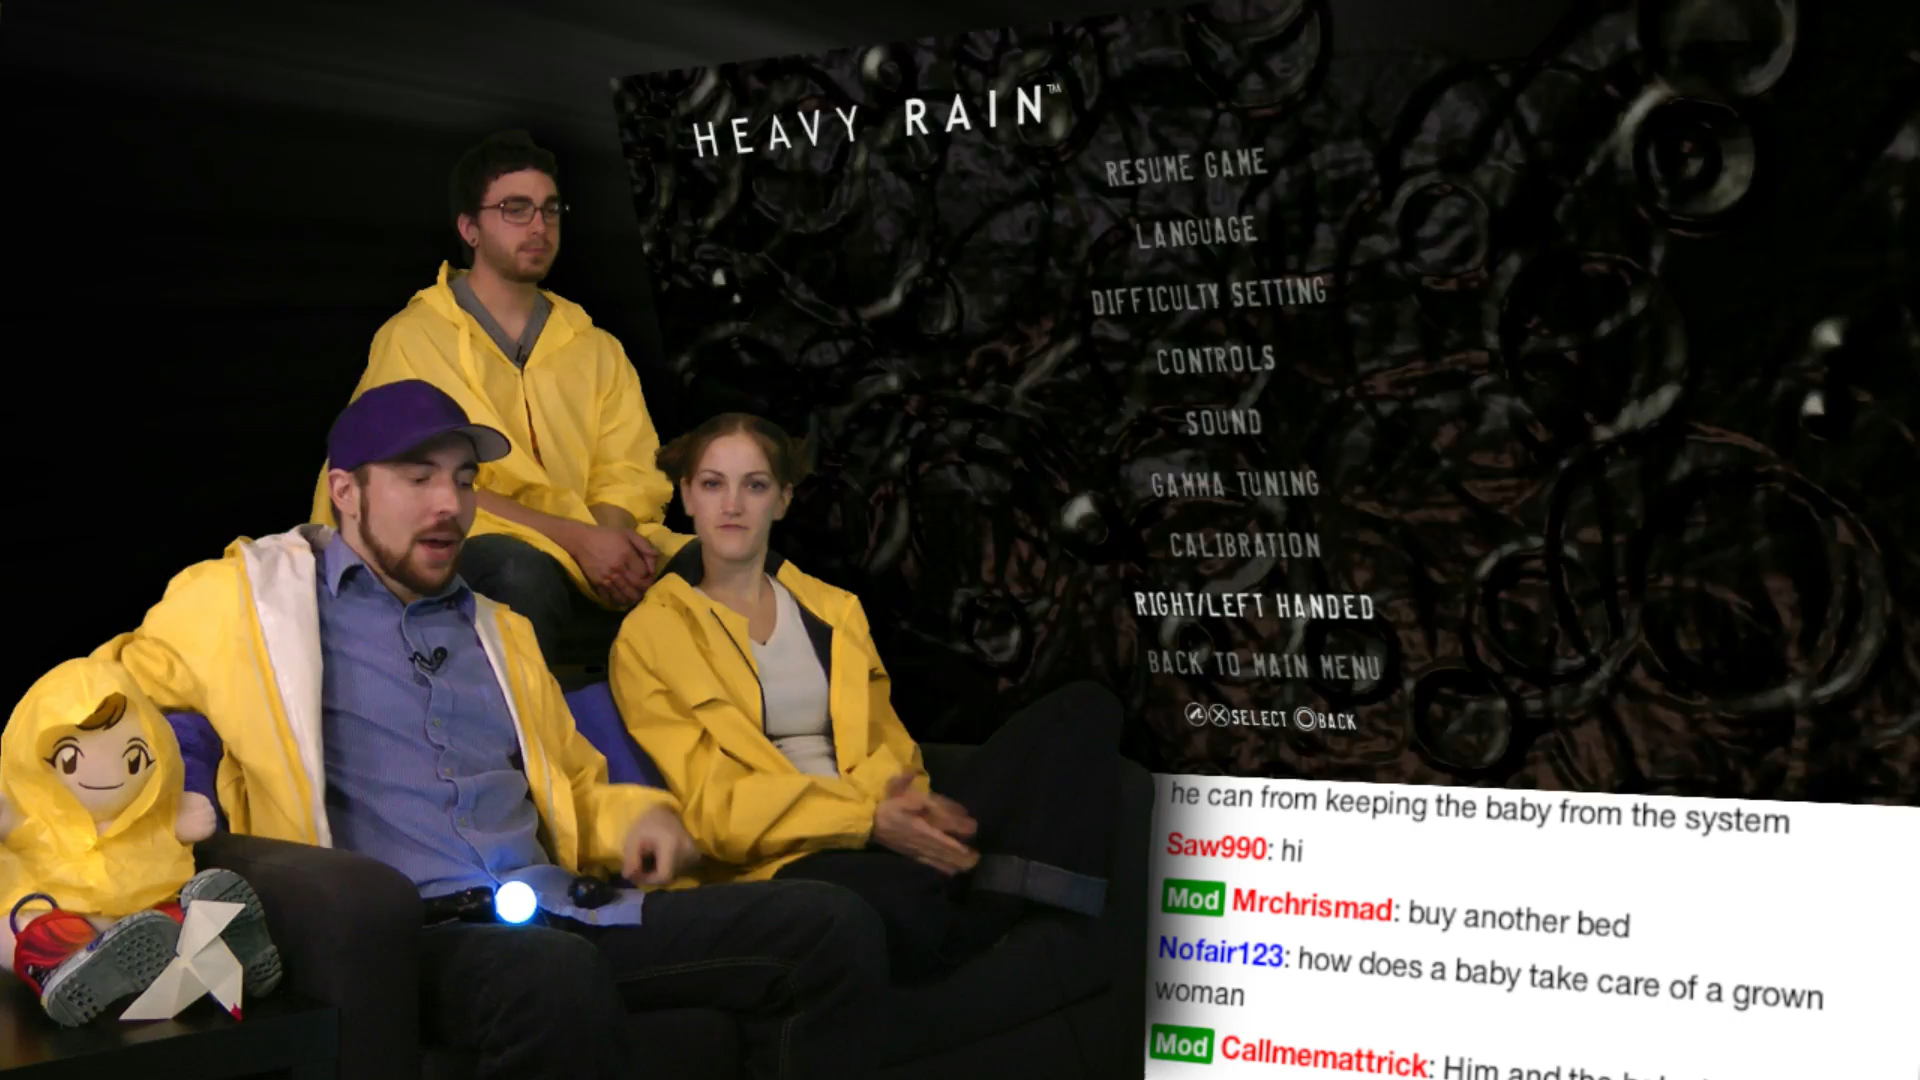 HEAVY RAIN™
RESUME GAME
LANGUAGE
DIFFICULTY SETTING
CONTROLS
SOUND
GAMMA TUNING
CALIBRATION
RIGHT/LEFT HANDED
BACK TO MAIN MENU
SELECT BACK
he can from keeping the baby from the system
Saw990: hi
Mod Mrchrismad: buy another bed
Nofair123: how does a baby take care of a grown
woman
Mod Callmemattrick: Him and the